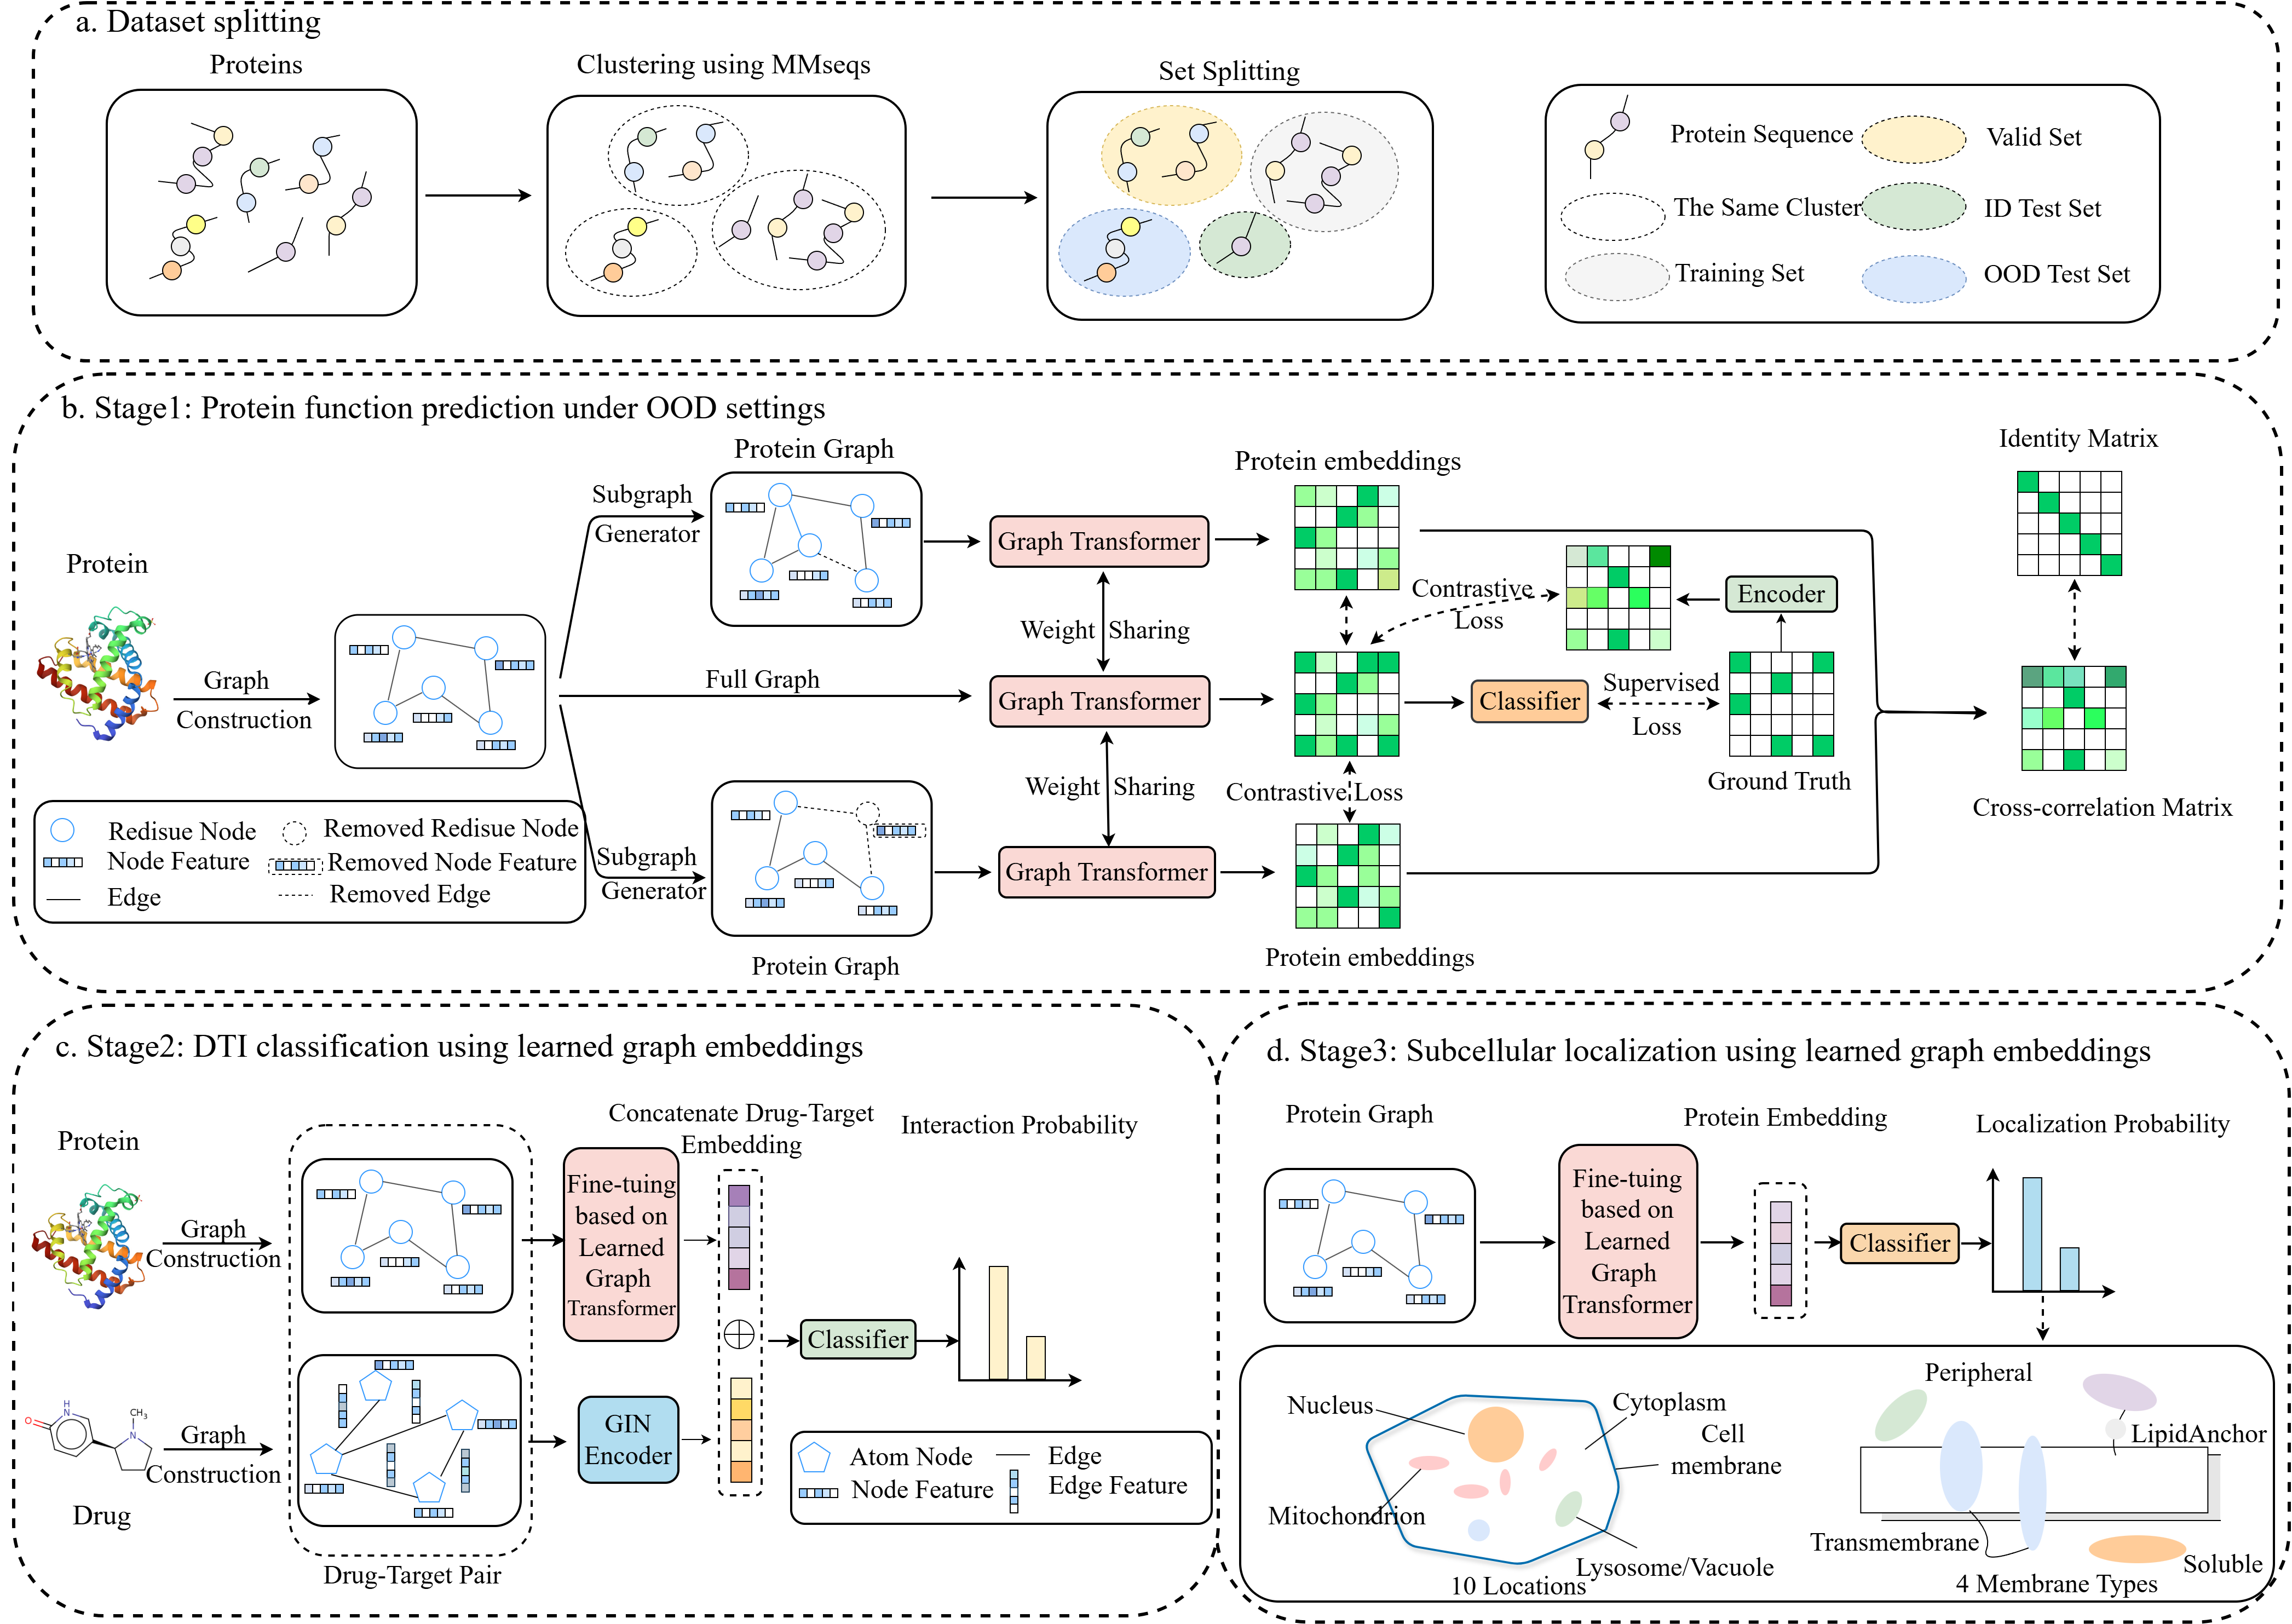 a. Dataset splitting
Proteins
Clustering using MMseqs
Set Splitting
Protein Sequence
Valid Set
The Same Cluster
ID Test Set
Training Set
OOD Test Set
b. Stage1: Protein function prediction under OOD settings
Protein
Graph
Construction
Subgraph
Generator
Full Graph
Subgraph
Generator
Protein Graph
Protein Graph
Graph Transformer
Weight Sharing
Graph Transformer
Weight Sharing
Graph Transformer
Protein embeddings
Contrastive
Loss
Contrastive Loss
Protein embeddings
Classifier
Supervised
Loss
Encoder
Ground Truth
Identity Matrix
Cross-correlation Matrix
Redisue Node
Removed Redisue Node
Node Feature
Removed Node Feature
Edge
Removed Edge
c. Stage2: DTI classification using learned graph embeddings
Protein
Graph
Construction
Drug
H
N
O
CH3
N
Graph
Construction
Drug-Target Pair
Fine-tuing
based on
Learned
Graph
Transformer
GIN
Encoder
Concatenate Drug-Target
Embedding
Classifier
Interaction Probability
Atom Node
Edge
Node Feature
Edge Feature
d. Stage3: Subcellular localization using learned graph embeddings
Protein Graph
Fine-tuing
based on
Learned
Graph
Transformer
Protein Embedding
Classifier
Localization Probability
Nucleus
Cytoplasm
Cell
membrane
Mitochondrion
Lysosome/Vacuole
10 Locations
Peripheral
LipidAnchor
Transmembrane
Soluble
4 Membrane Types